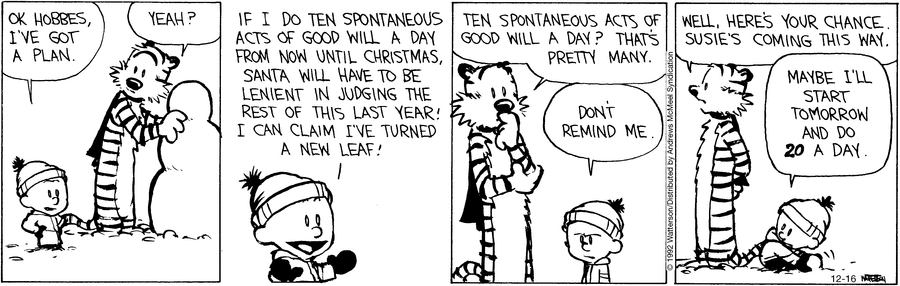 OK HOBBES,
I'VE GOT
A PLAN.
YEAH?
IF I DO TEN SPONTANEOUS
ACTS OF GOOD WILL A DAY
FROM NOW UNTIL CHRISTMAS,
SANTA WILL HAVE TO BE
LENIENT IN JUDGING THE
REST OF THIS LAST YEAR!
I CAN CLAIM I'VE TURNED
A NEW LEAF!
TEN SPONTANEOUS ACTS OF
GOOD WILL A DAY? THAT'S
PRETTY MANY.
DON'T
REMIND ME.
© 1992 Watterson/Distributed by Andrews McMeel Syndication
WELL, HERE'S YOUR CHANCE.
SUSIE'S COMING THIS WAY.
MAYBE I'LL
START
TOMORROW
AND DO
20 A DAY.
12-16